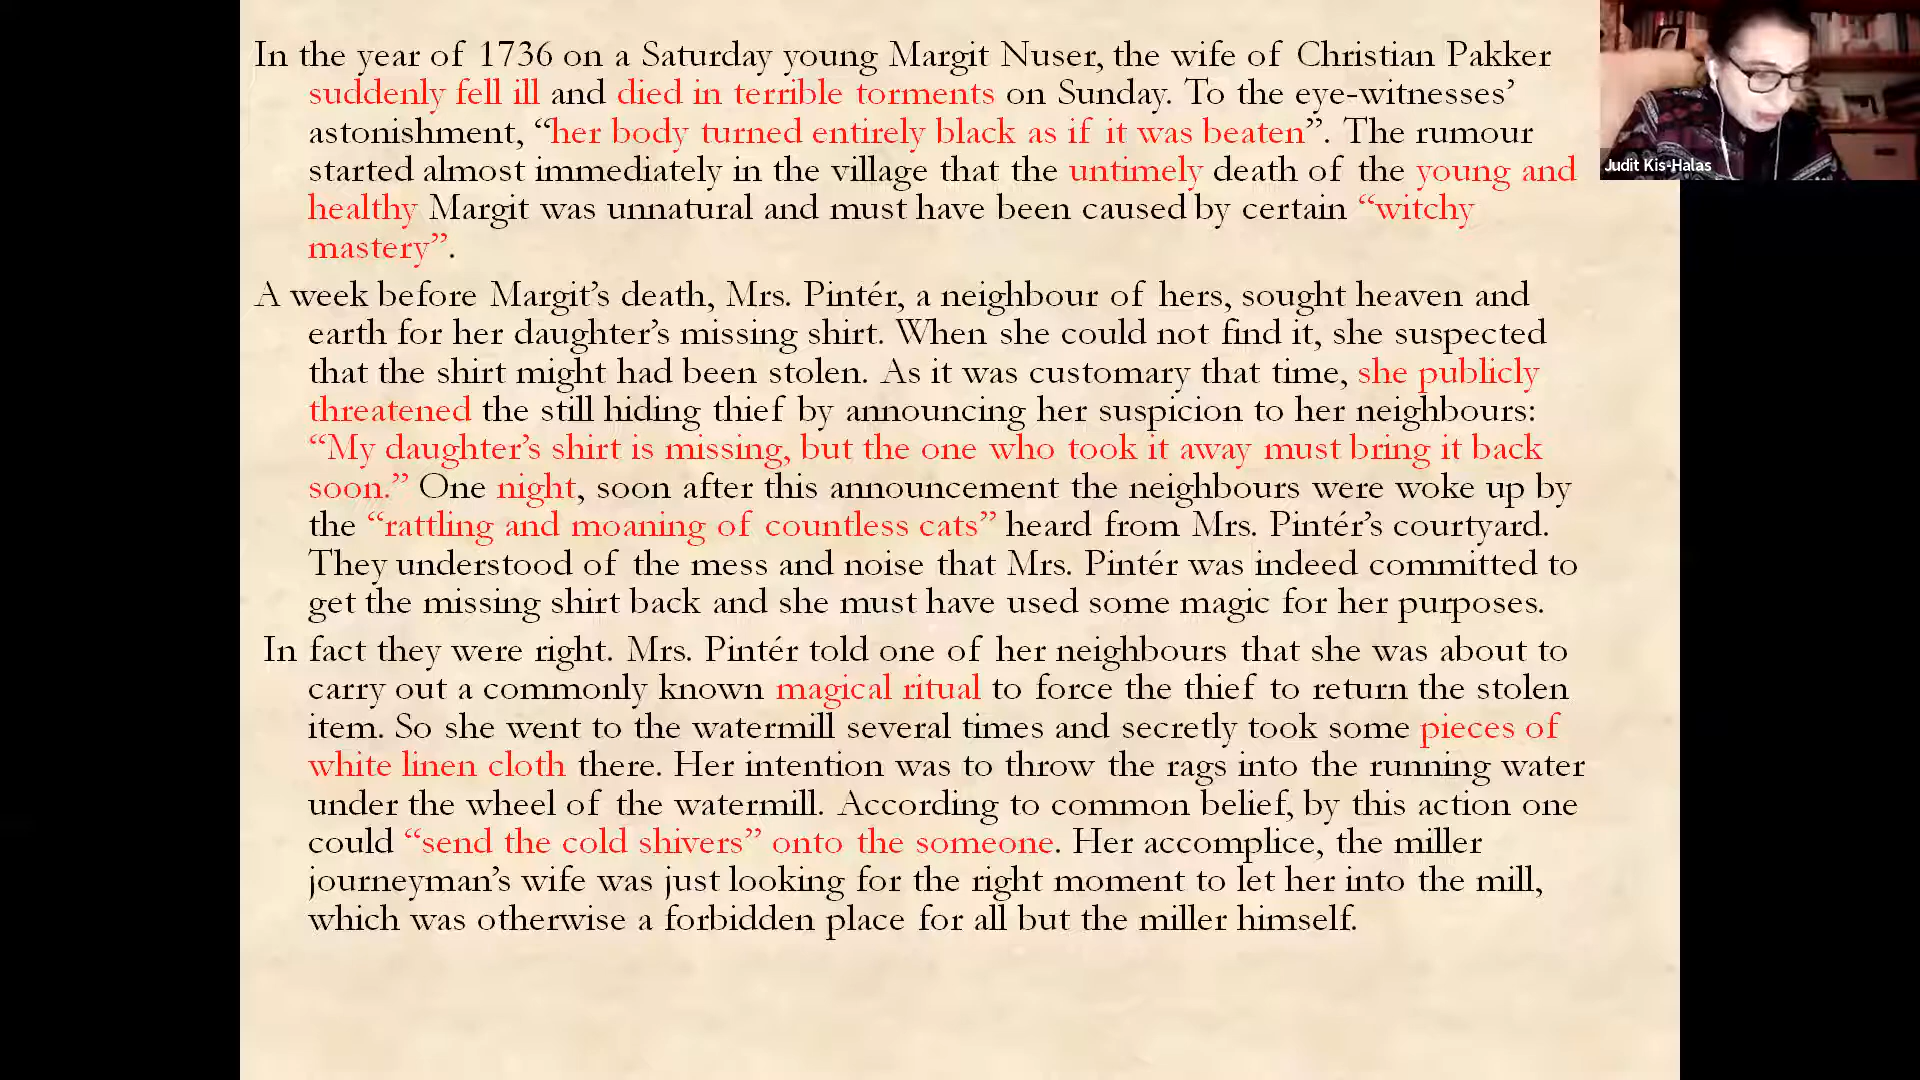 In the year of 1736 on a Saturday young Margit Nuser, the wife of Christian Pakker
suddenly fell ill and died in terrible torments on Sunday. To the eye-witnesses’
astonishment, “her body turned entirely black as if it was beaten”. The rumour
started almost immediately in the village that the untimely death of the young and
healthy Margit was unnatural and must have been caused by certain “witchy
mastery”.
A week before Margit’s death, Mrs. Pintér, a neighbour of hers, sought heaven and
earth for her daughter’s missing shirt. When she could not find it, she suspected
that the shirt might had been stolen. As it was customary that time, she publicly
threatened the still hiding thief by announcing her suspicion to her neighbours:
“My daughter’s shirt is missing, but the one who took it away must bring it back
soon.” One night, soon after this announcement the neighbours were woke up by
the “rattling and moaning of countless cats” heard from Mrs. Pintér’s courtyard.
They understood of the mess and noise that Mrs. Pintér was indeed committed to
get the missing shirt back and she must have used some magic for her purposes.
In fact they were right. Mrs. Pintér told one of her neighbours that she was about to
carry out a commonly known magical ritual to force the thief to return the stolen
item. So she went to the watermill several times and secretly took some pieces of
white linen cloth there. Her intention was to throw the rags into the running water
under the wheel of the watermill. According to common belief, by this action one
could “send the cold shivers” onto the someone. Her accomplice, the miller
journeyman’s wife was just looking for the right moment to let her into the mill,
which was otherwise a forbidden place for all but the miller himself.
Judit Kis-Halas